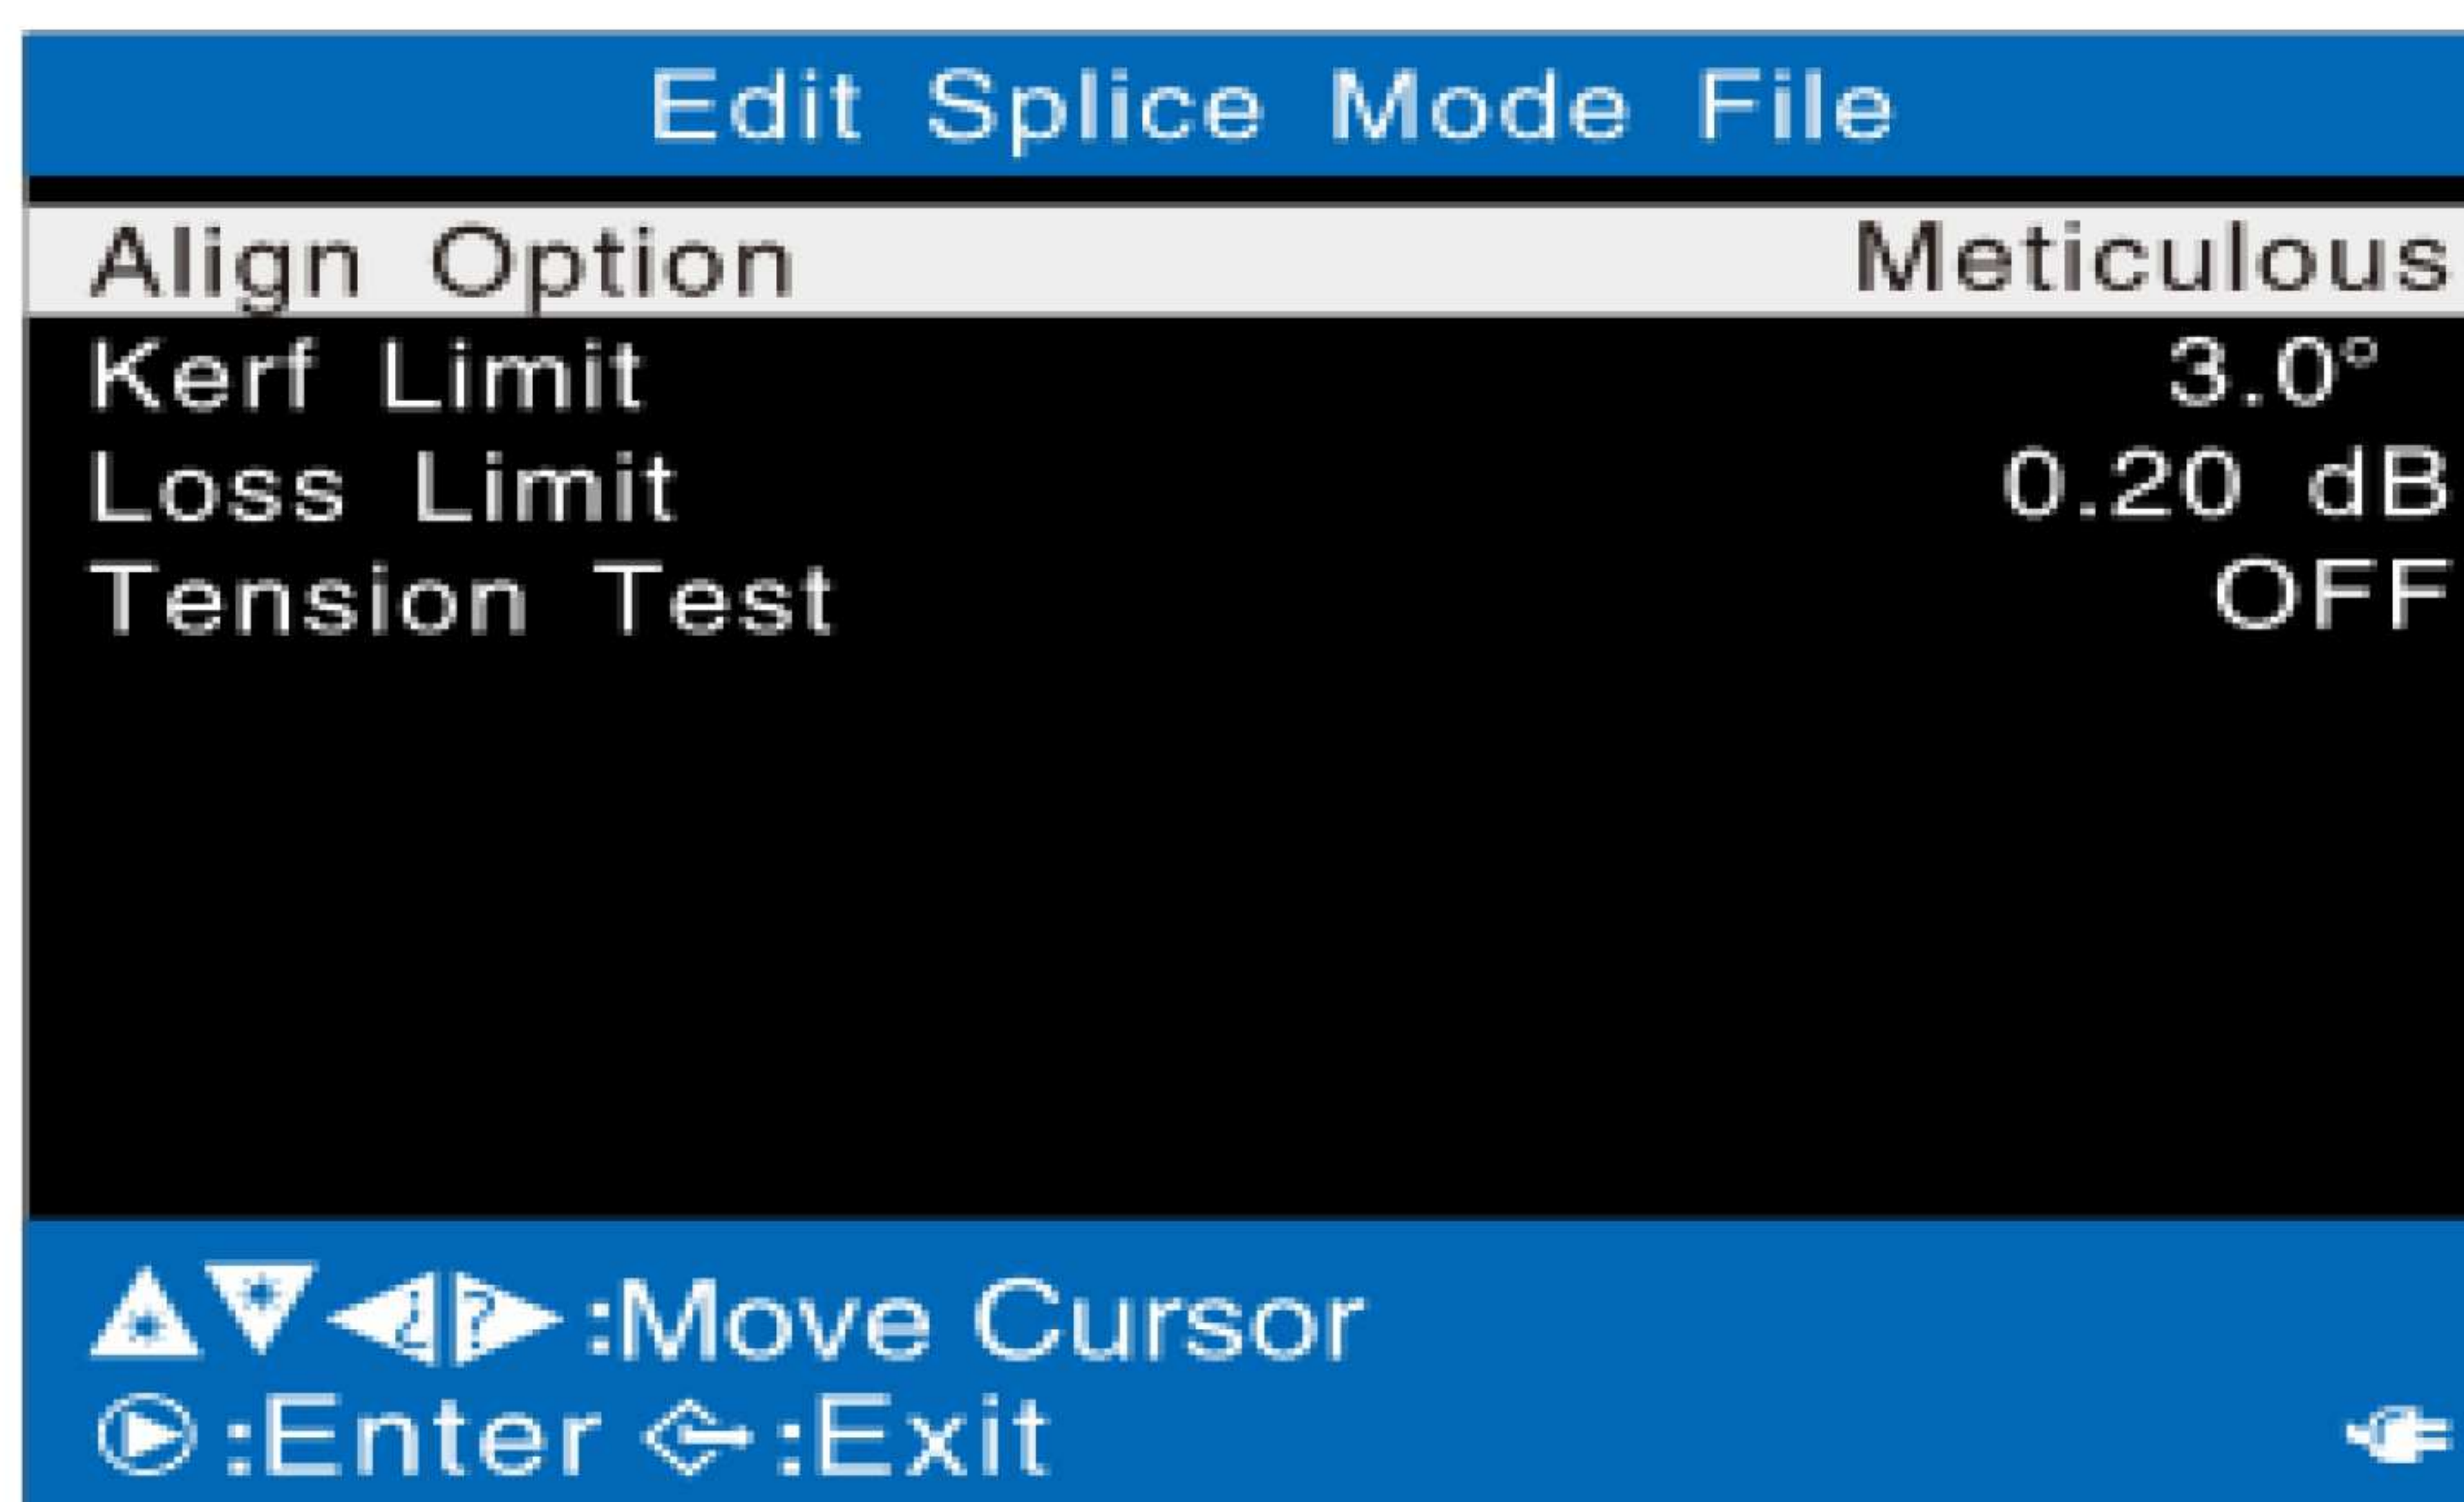 Edit Splice Mode File
Align Option Meticulous
Kerf Limit 3.0°
Loss Limit 0.20 dB
Tension Test OFF
:Move Cursor
:Enter :Exit